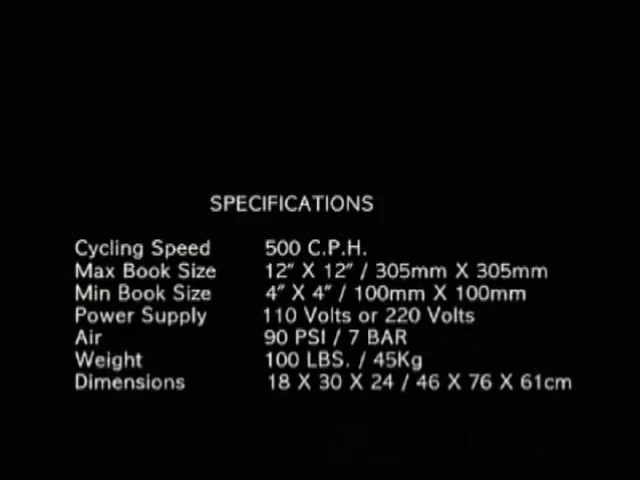 SPECIFICATIONS
Cycling Speed 500 C.P.H.
Max Book Size 12" X 12" / 305mm X 305mm
Min Book Size 4" X 4" / 100mm X 100mm
Power Supply 110 Volts or 220 Volts
Air 90 PSI / 7 BAR
Weight 100 LBS. / 45Kg
Dimensions 18 X 30 X 24 / 46 X 76 X 61cm